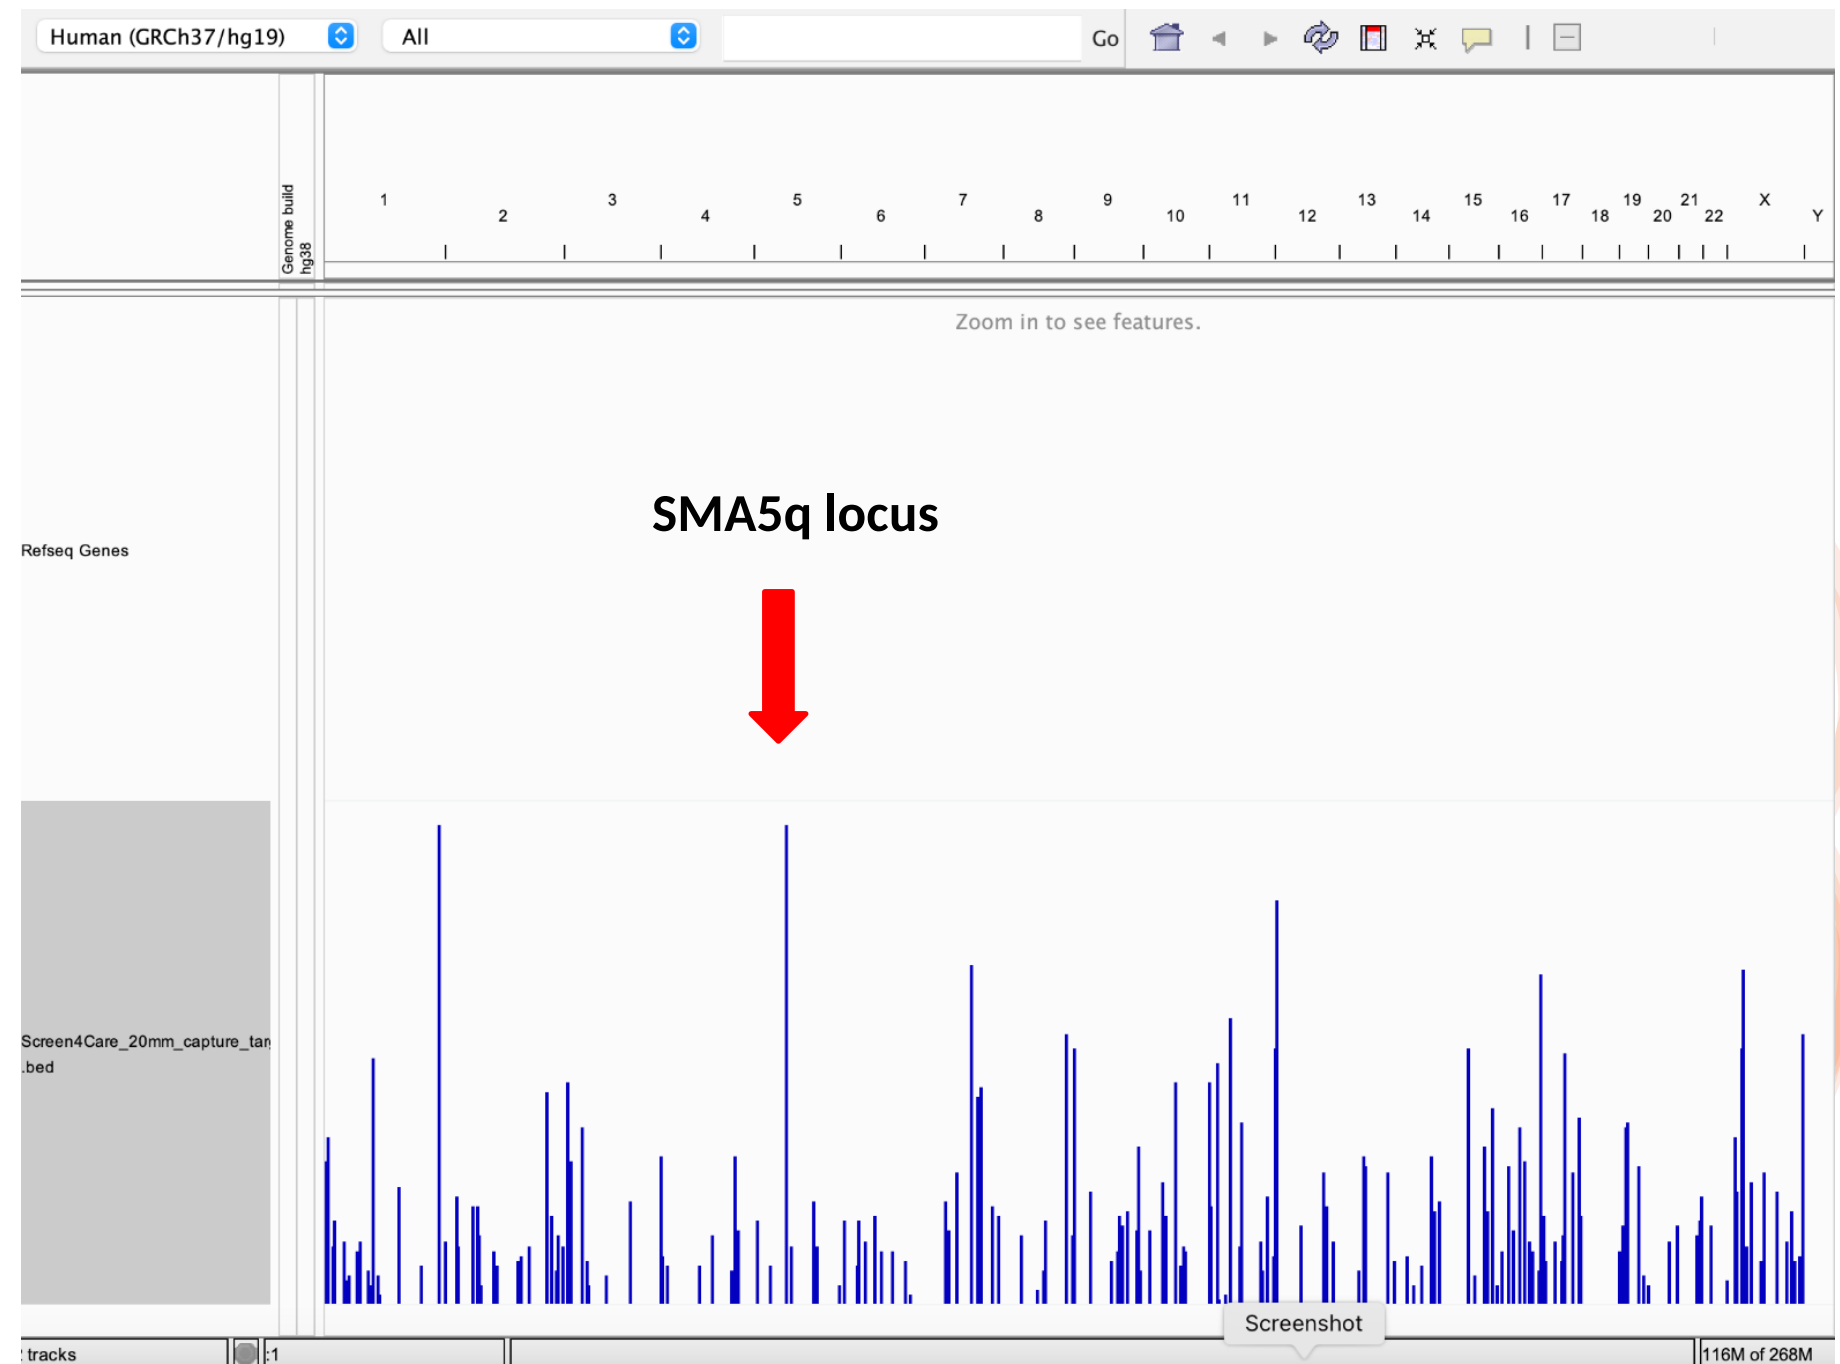 Human (GRCh37/hg19) All Go
Genome build
hg38
1 2 3 4 5 6 7 8 9 10 11 12 13 14 15 16 17 18 19 20 21 22 X Y
Zoom in to see features.
SMA5q locus
Refseq Genes
Screen4Care_20mm_capture_tar
.bed
Screenshot
tracks :1 116M of 268M